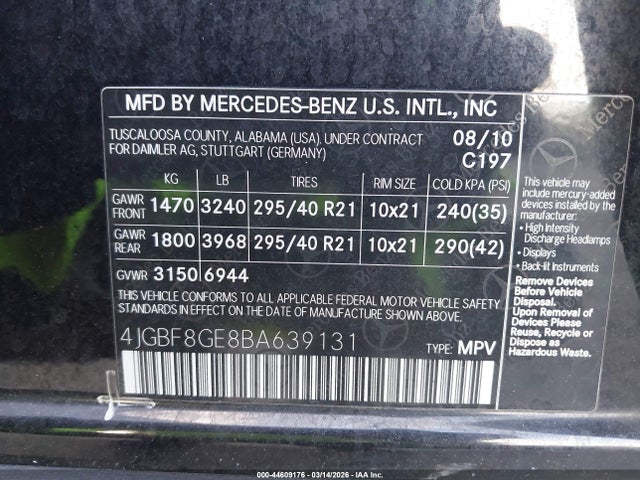 MFD BY MERCEDES-BENZ U.S. INTL., INC
TUSCALOOSA COUNTY, ALABAMA (USA). UNDER CONTRACT
FOR DAIMLER AG, STUTTGART (GERMANY)
08/10
C197
KG LB TIRES RIM SIZE COLD KPA (PSI)
GAWR FRONT 1470 3240 295/40 R21 10x21 240(35)
GAWR REAR 1800 3968 295/40 R21 10x21 290(42)
GVWR 3150 6944
THIS VEHICLE CONFORMS TO ALL APPLICABLE FEDERAL MOTOR VEHICLE SAFETY
STANDARDS IN EFFECT ON THE DATE OF MANUFACTURE SHOWN ABOVE.
4JGBF8GE8BA639131
TYPE: MPV
This vehicle may
include
mercury-added
devices installed by the
manufacturer:
• High Intensity
Discharge Headlamps
• Displays
• Back-lit Instruments
Remove Devices
Before Vehicle
Disposal.
Upon Removal of
Devices Please
Reuse, Recycle or
Dispose as
Hazardous Waste.
000-44609176 | 03/14/2026 - IAA Inc.